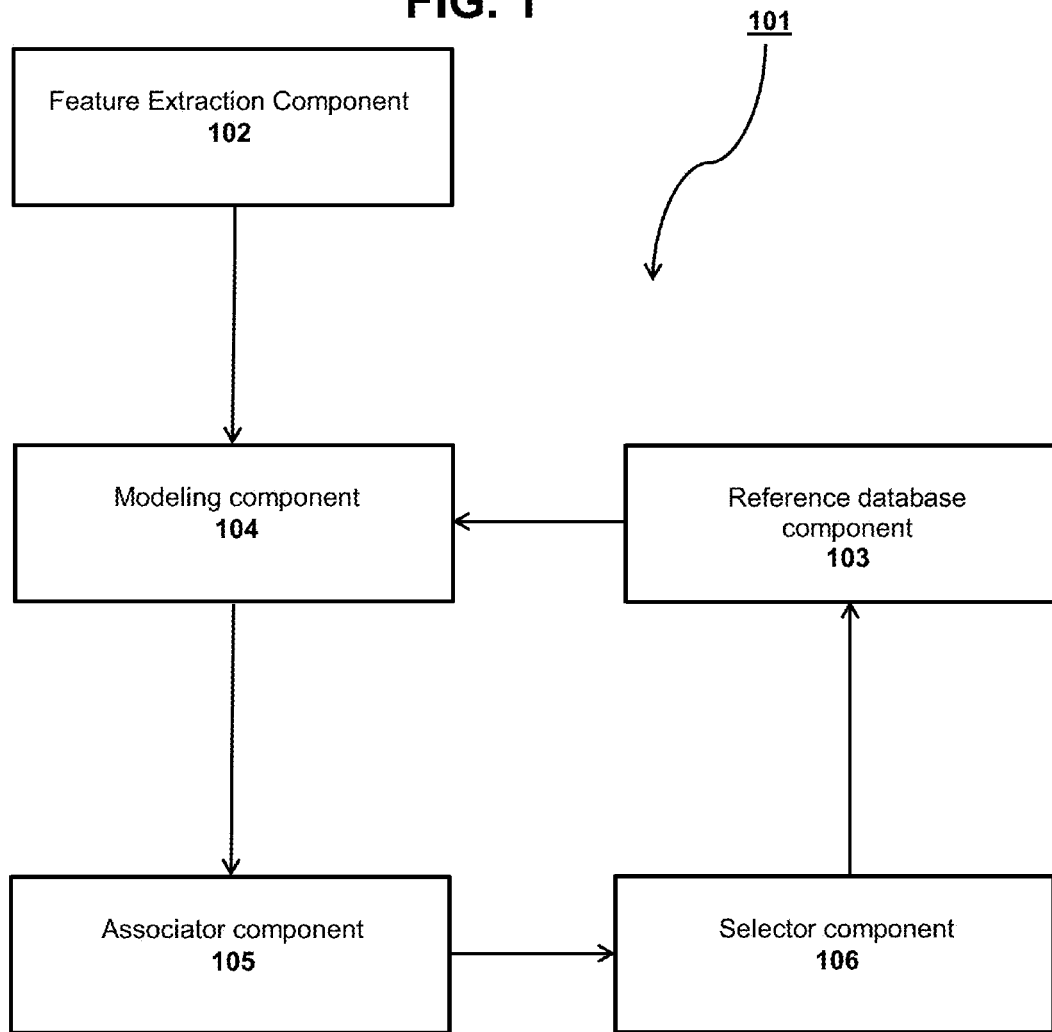 FIG. 1
101
Feature Extraction Component
102
Modeling component
104
Reference database
component
103
Associator component
105
Selector component
106